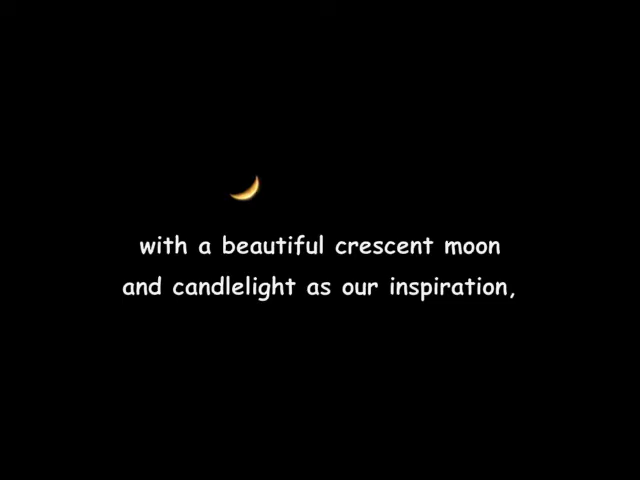 with a beautiful crescent moon
and candlelight as our inspiration,